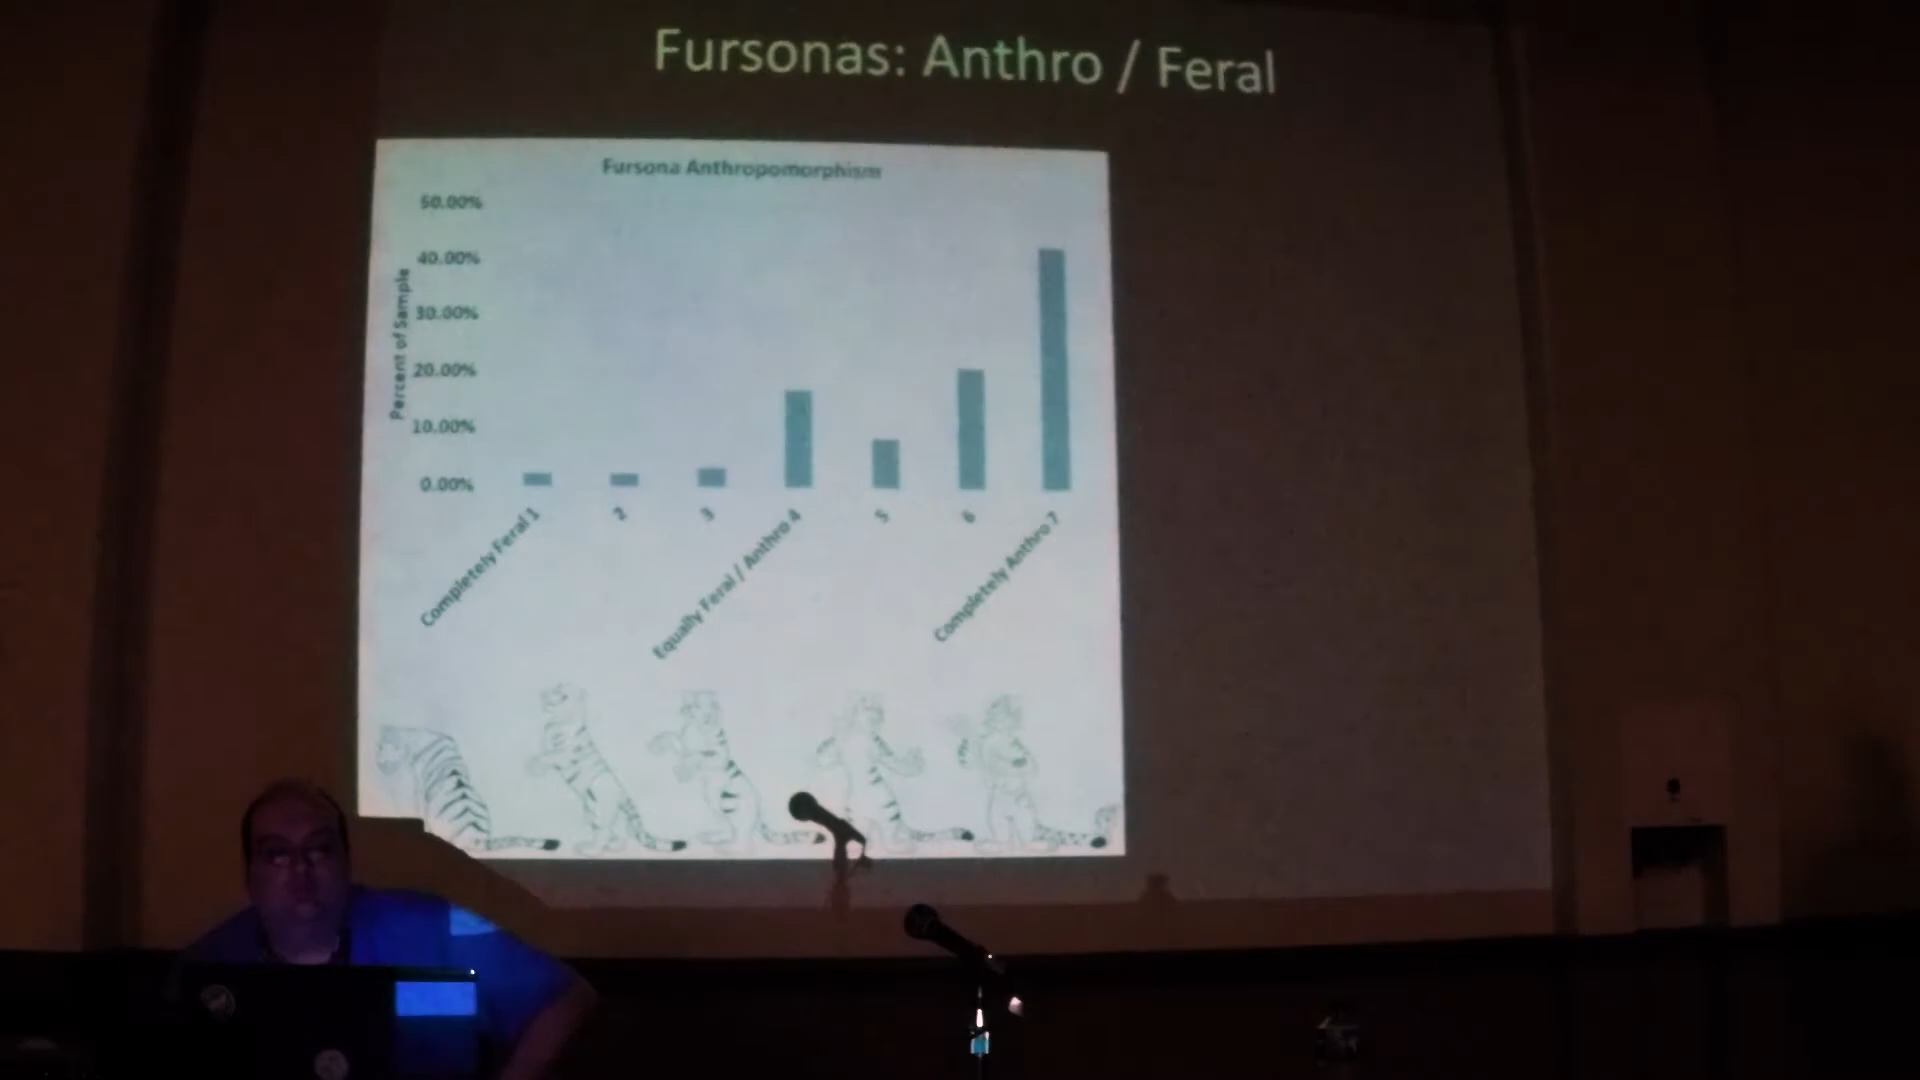 Fursonas: Anthro / Feral
Fursona Anthropomorphism
Percent of Sample
50.00%
40.00%
30.00%
20.00%
10.00%
0.00%
Completely Feral 1
2
3
Equally Feral / Anthro 4
5
6
Completely Anthro 7